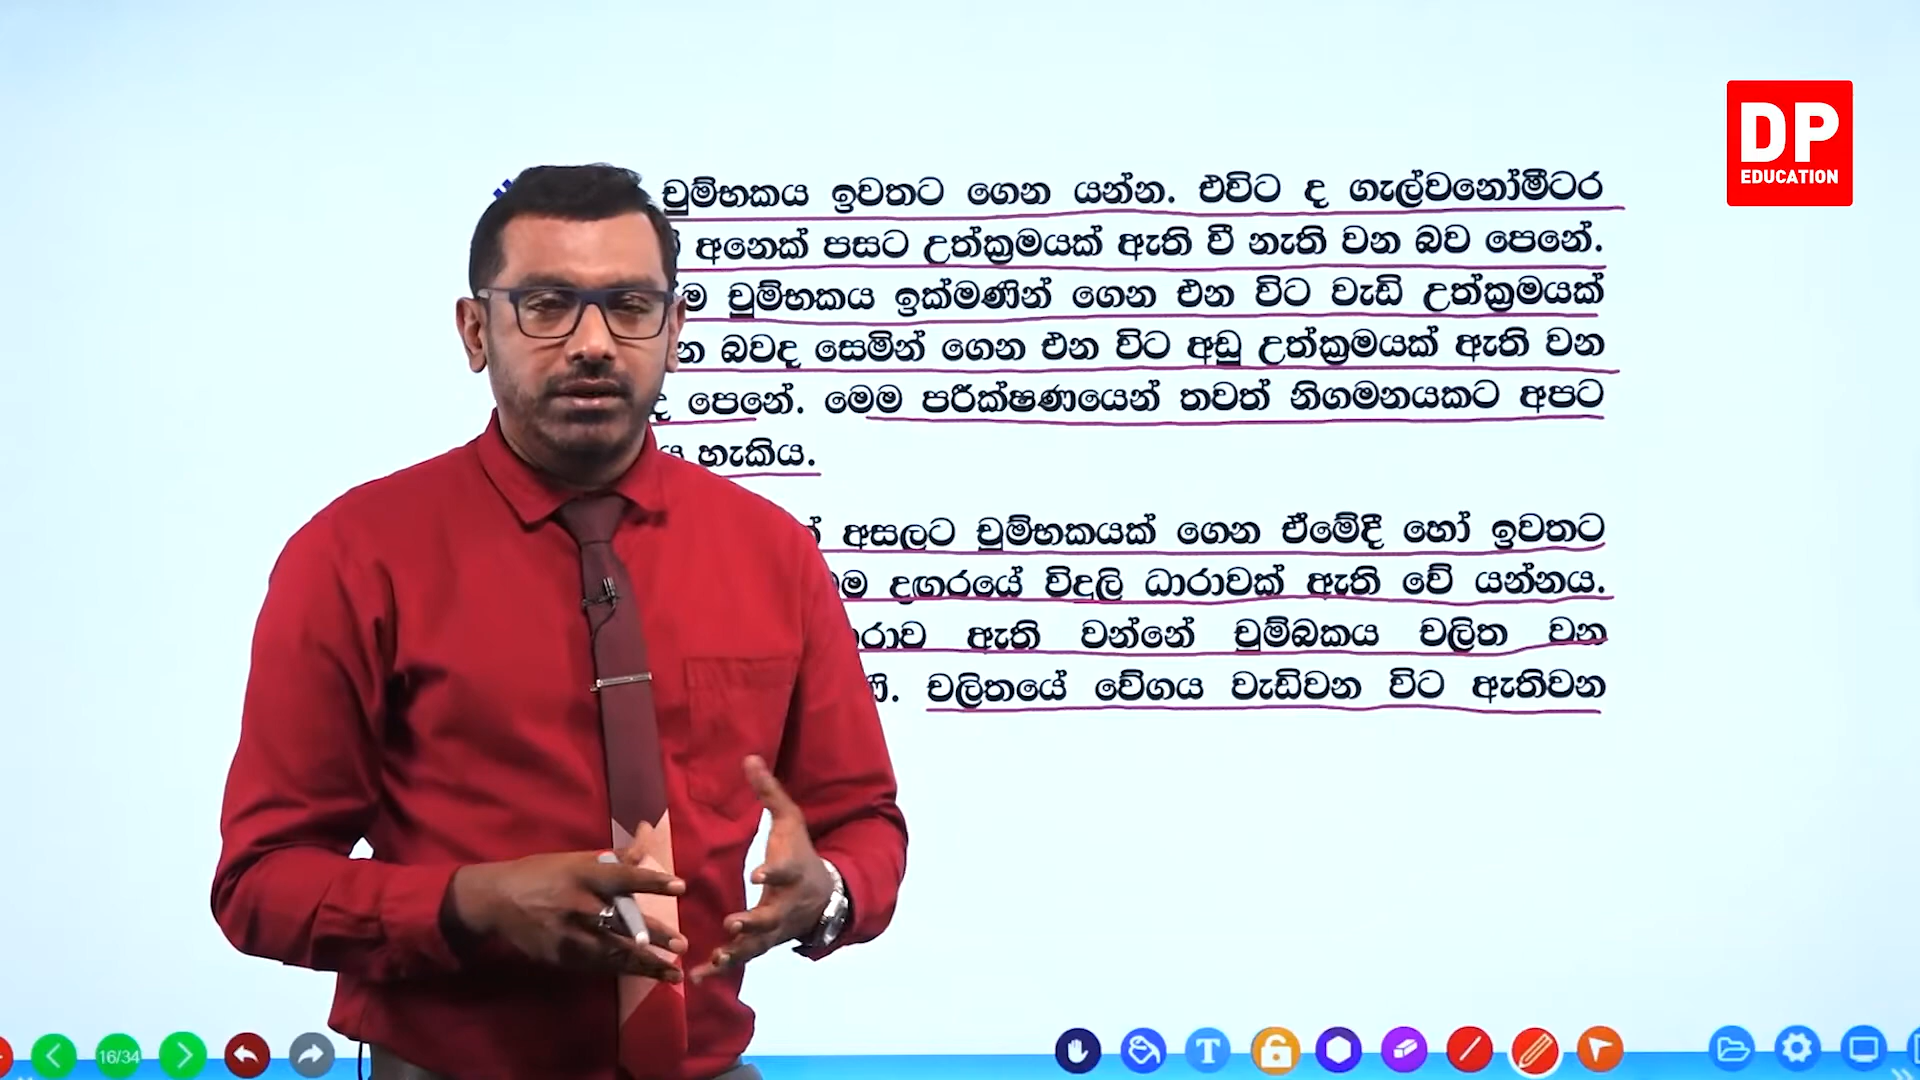 DP
EDUCATION
චුම්භකය ඉවතට ගෙන යන්න. එවිට ද ගැල්වනෝමීටර
අනෙක් පසට උත්ක්‍රමයක් ඇති වී නැති වන බව පෙනේ.
චුම්භකය ඉක්මණින් ගෙන එන විට වැඩි උත්ක්‍රමයක්
බවද සෙමින් ගෙන එන විට අඩු උත්ක්‍රමයක් ඇති වන
පෙනේ. මෙම පරීක්ෂණයෙන් තවත් නිගමනයකට අපට
හැකිය.
අසලට චුම්භකයක් ගෙන ඒමේදී හෝ ඉවතට
දඟරයේ විදුලි ධාරාවක් ඇති වේ යන්නය.
ඇති වන්නේ චුම්බකය චලිත වන
චලිතයේ වේගය වැඩිවන විට ඇතිවන
16/34
T